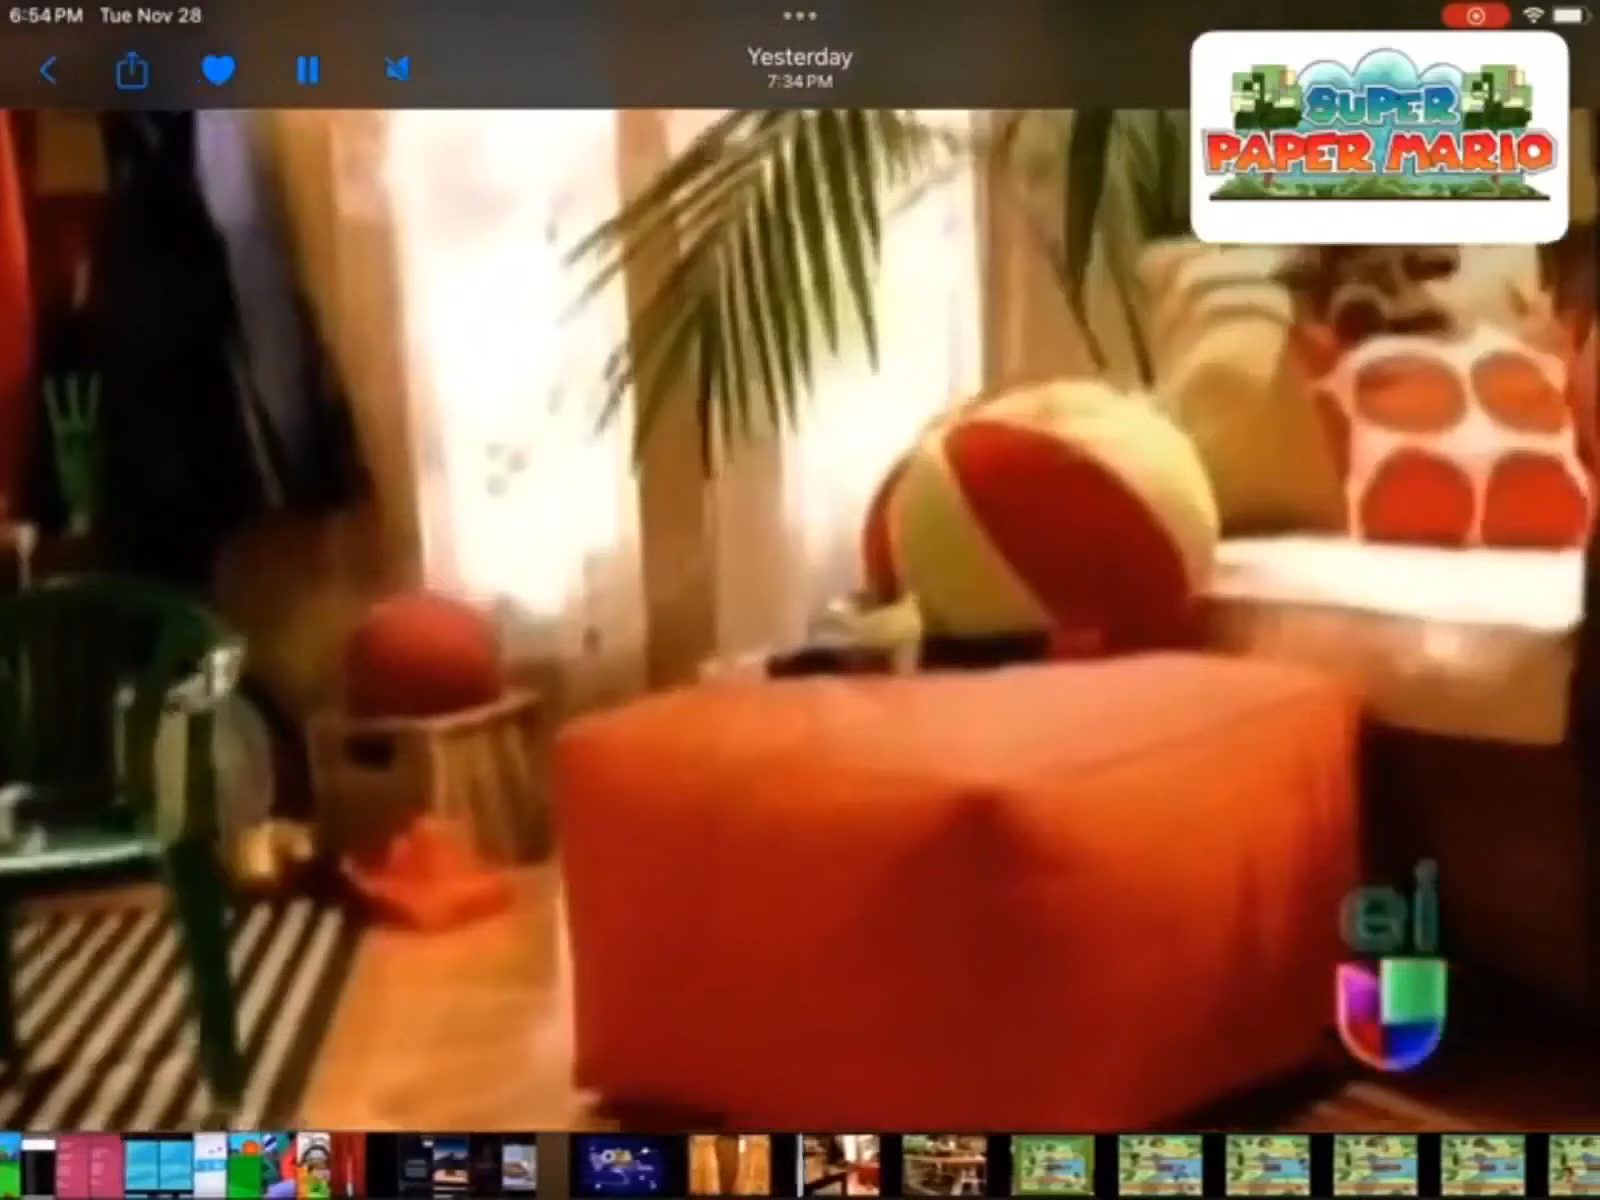 6:54 PM Tue Nov 28
Yesterday
7:34 PM
SUPER
PAPER MARIO
ei